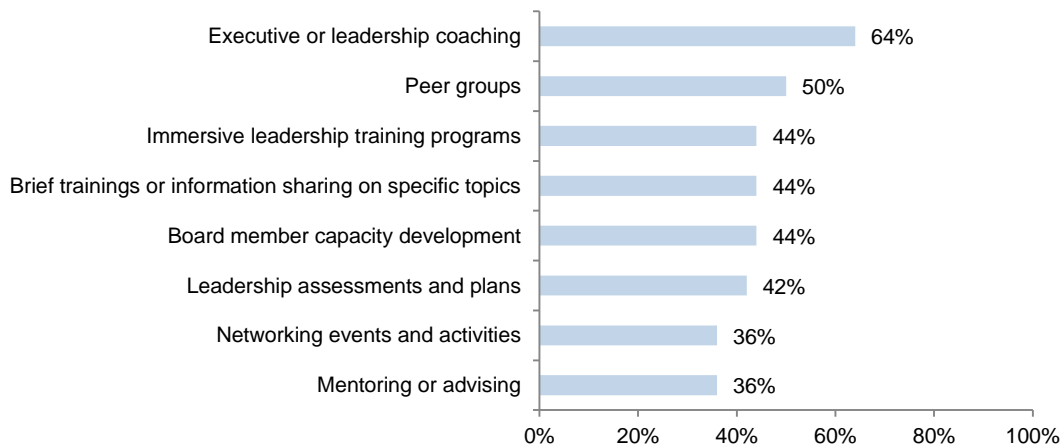 Executive or leadership coaching 64%
Peer groups 50%
Immersive leadership training programs 44%
Brief trainings or information sharing on specific topics 44%
Board member capacity development 44%
Leadership assessments and plans 42%
Networking events and activities 36%
Mentoring or advising 36%
0% 20% 40% 60% 80% 100%